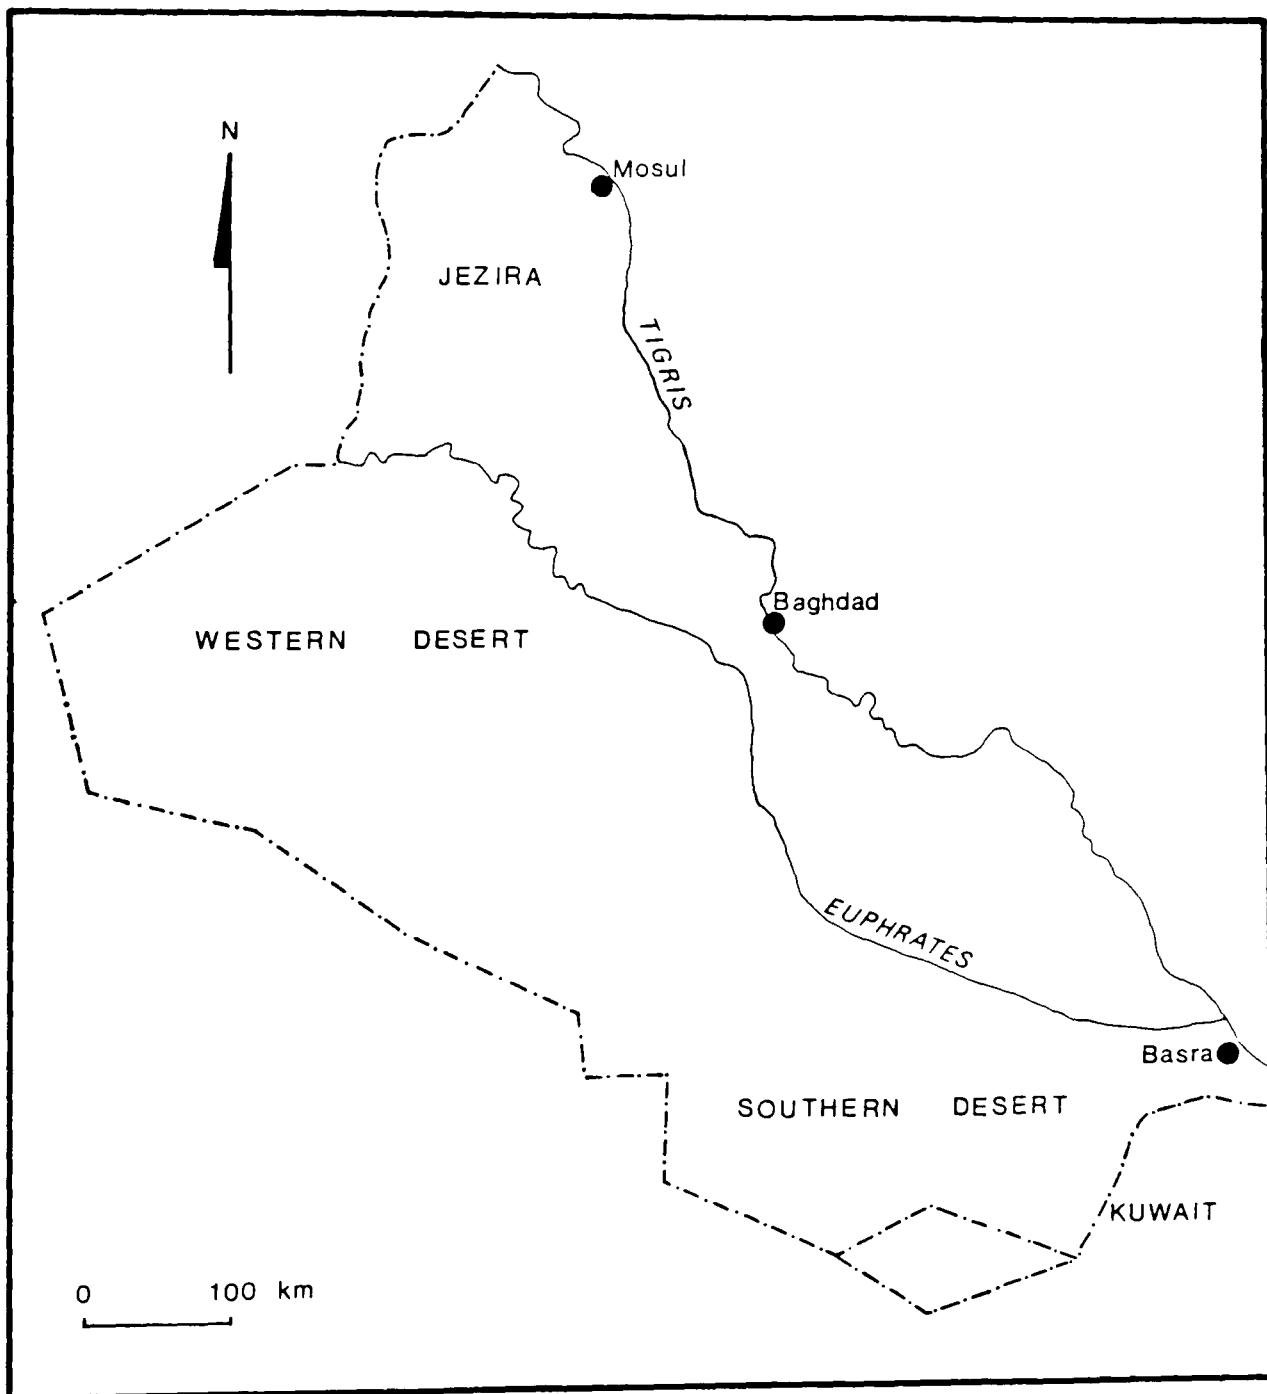 N
Mosul
JEZIRA
TIGRIS
Baghdad
WESTERN DESERT
EUPHRATES
Basra
SOUTHERN DESERT
KUWAIT
0 100 km